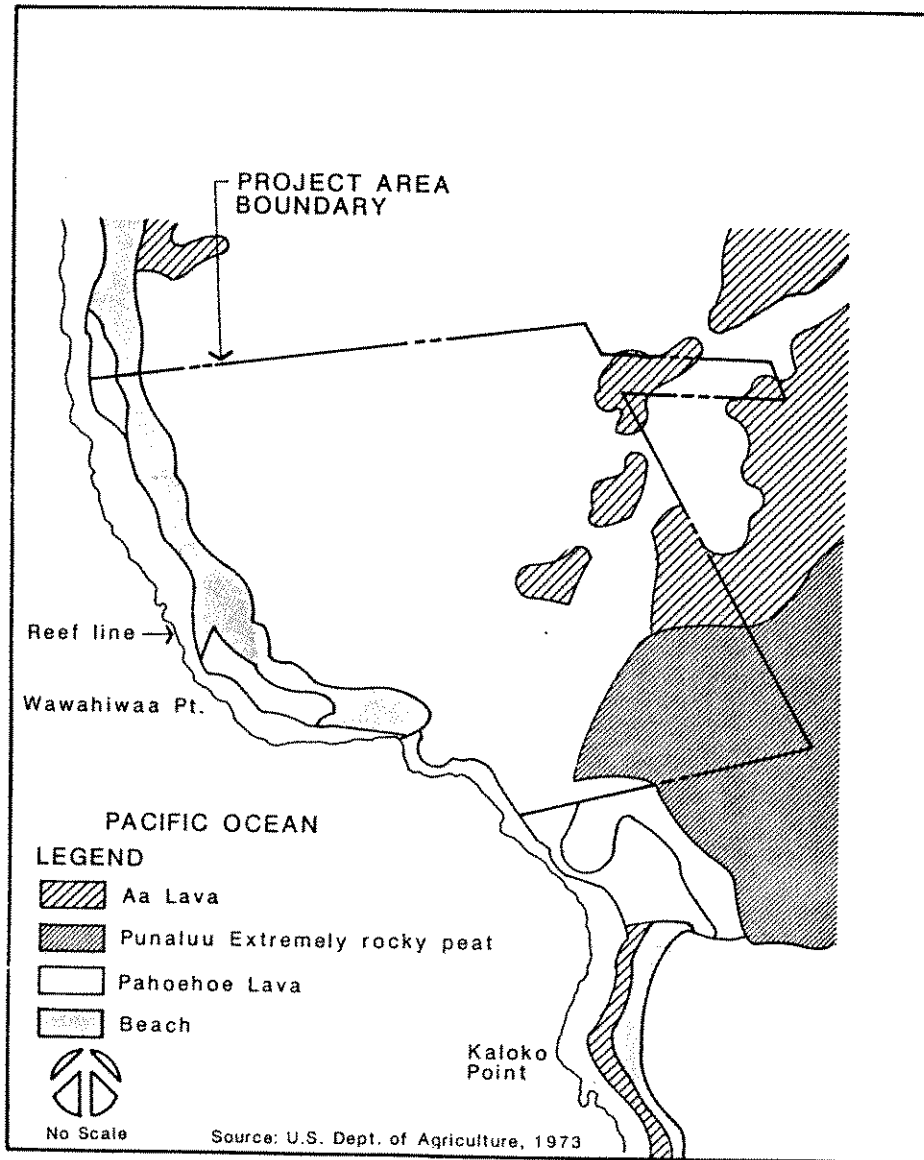 PROJECT AREA
BOUNDARY
Reef line
Wawahiwaa Pt.
PACIFIC OCEAN
LEGEND
Aa Lava
Punaluu Extremely rocky peat
Pahoehoe Lava
Beach
Kaloko
Point
No Scale
Source: U.S. Dept. of Agriculture, 1973